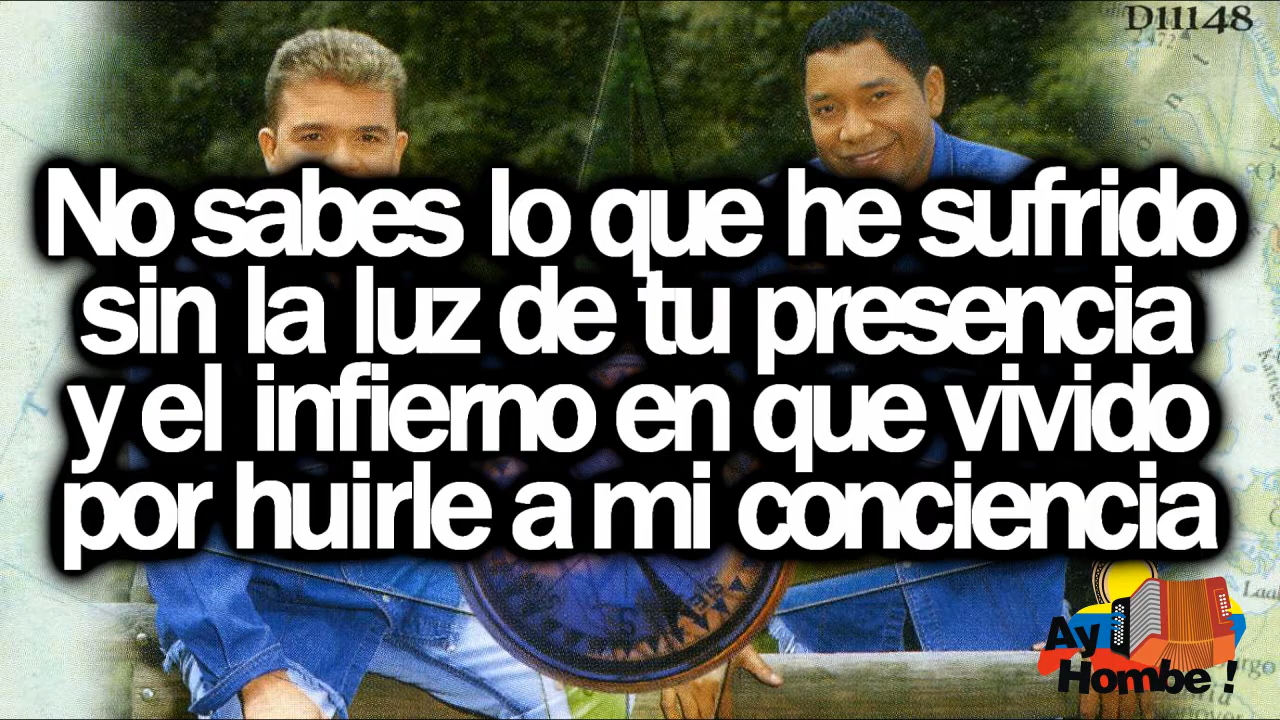 D11148
No sabes lo que he sufrido
sin la luz de tu presencia
y el infierno en que vivido
por huirle a mi conciencia
Ay
Hombe !